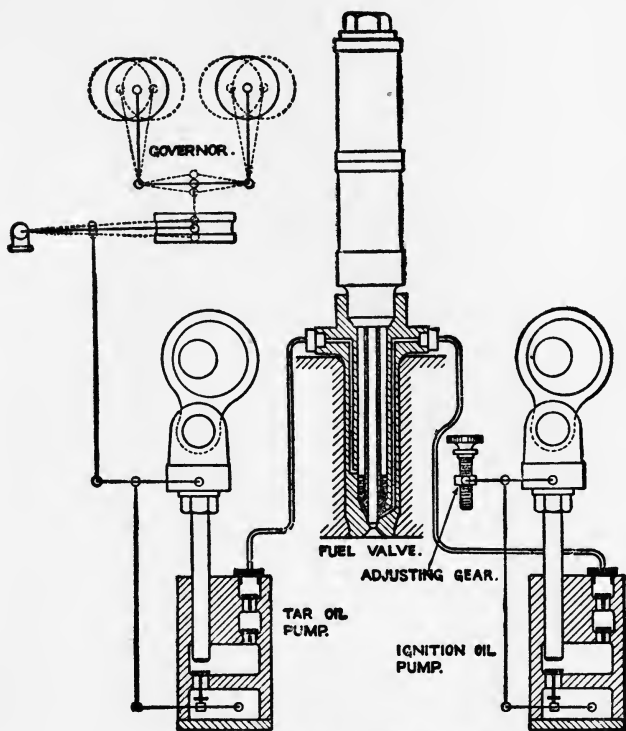 GOVERNOR.
FUEL VALVE.
ADJUSTING GEAR.
TAR OIL
PUMP.
IGNITION OIL
PUMP.